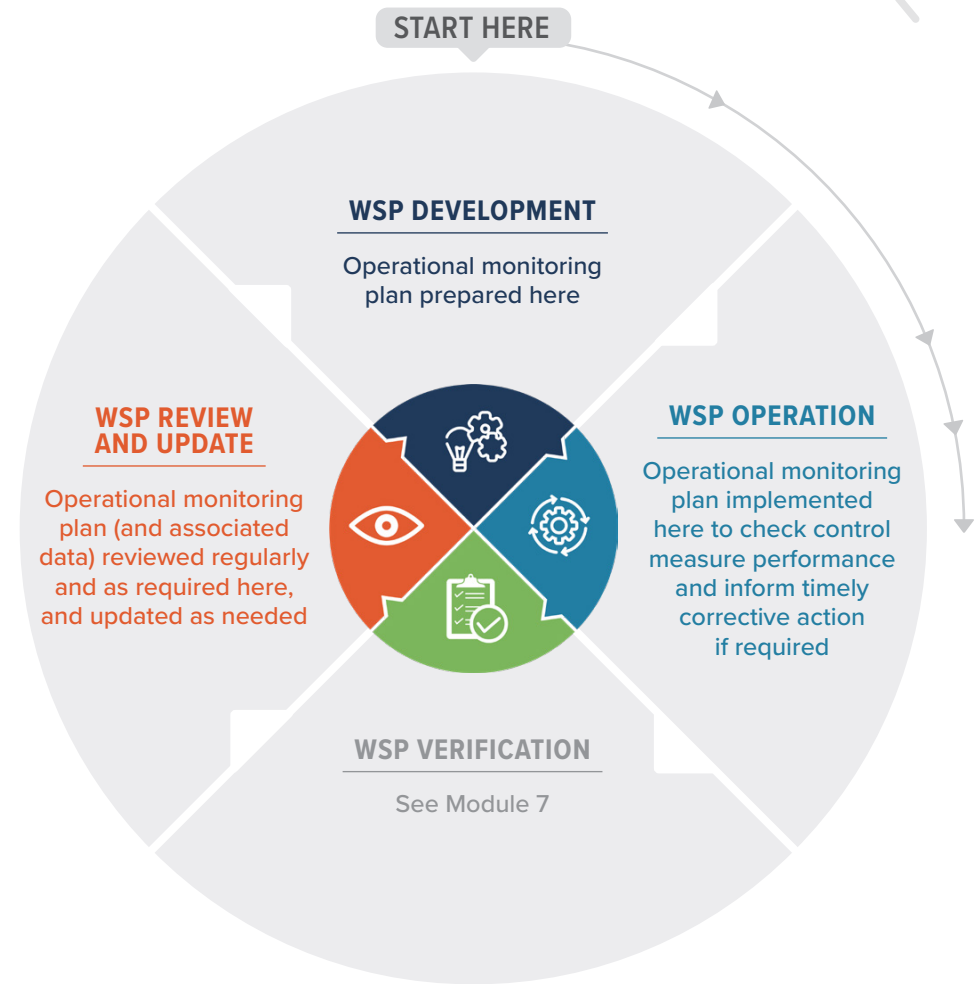 START HERE
WSP DEVELOPMENT
Operational monitoring
plan prepared here
WSP OPERATION
Operational monitoring
plan implemented
here to check control
measure performance
and inform timely
corrective action
if required
WSP VERIFICATION
See Module 7
WSP REVIEW
AND UPDATE
Operational monitoring
plan (and associated
data) reviewed regularly
and as required here,
and updated as needed